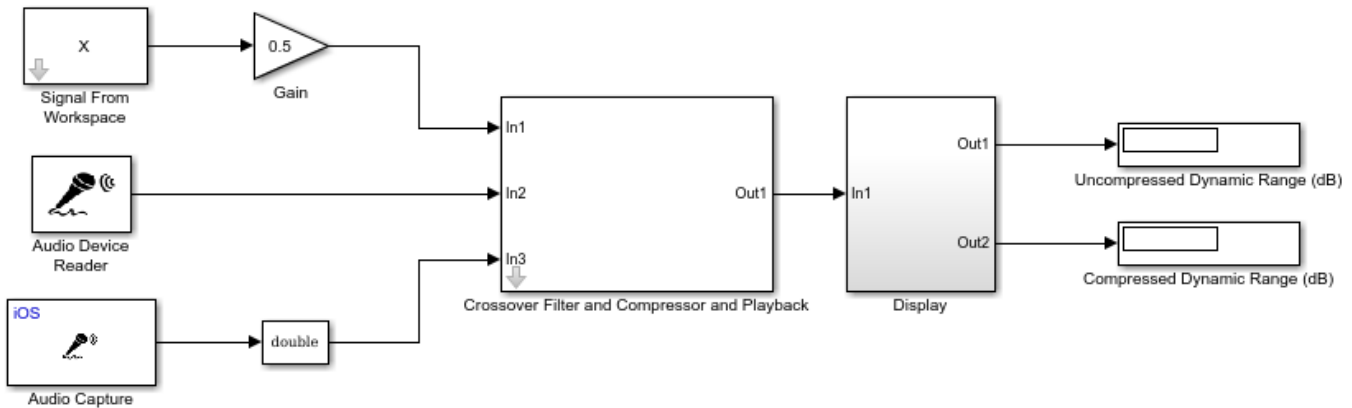 X
Signal From
Workspace
0.5
Gain
Audio Device
Reader
iOS
Audio Capture
double
In1
In2
In3
Out1
Crossover Filter and Compressor and Playback
In1
Out1
Out2
Display
Uncompressed Dynamic Range (dB)
Compressed Dynamic Range (dB)